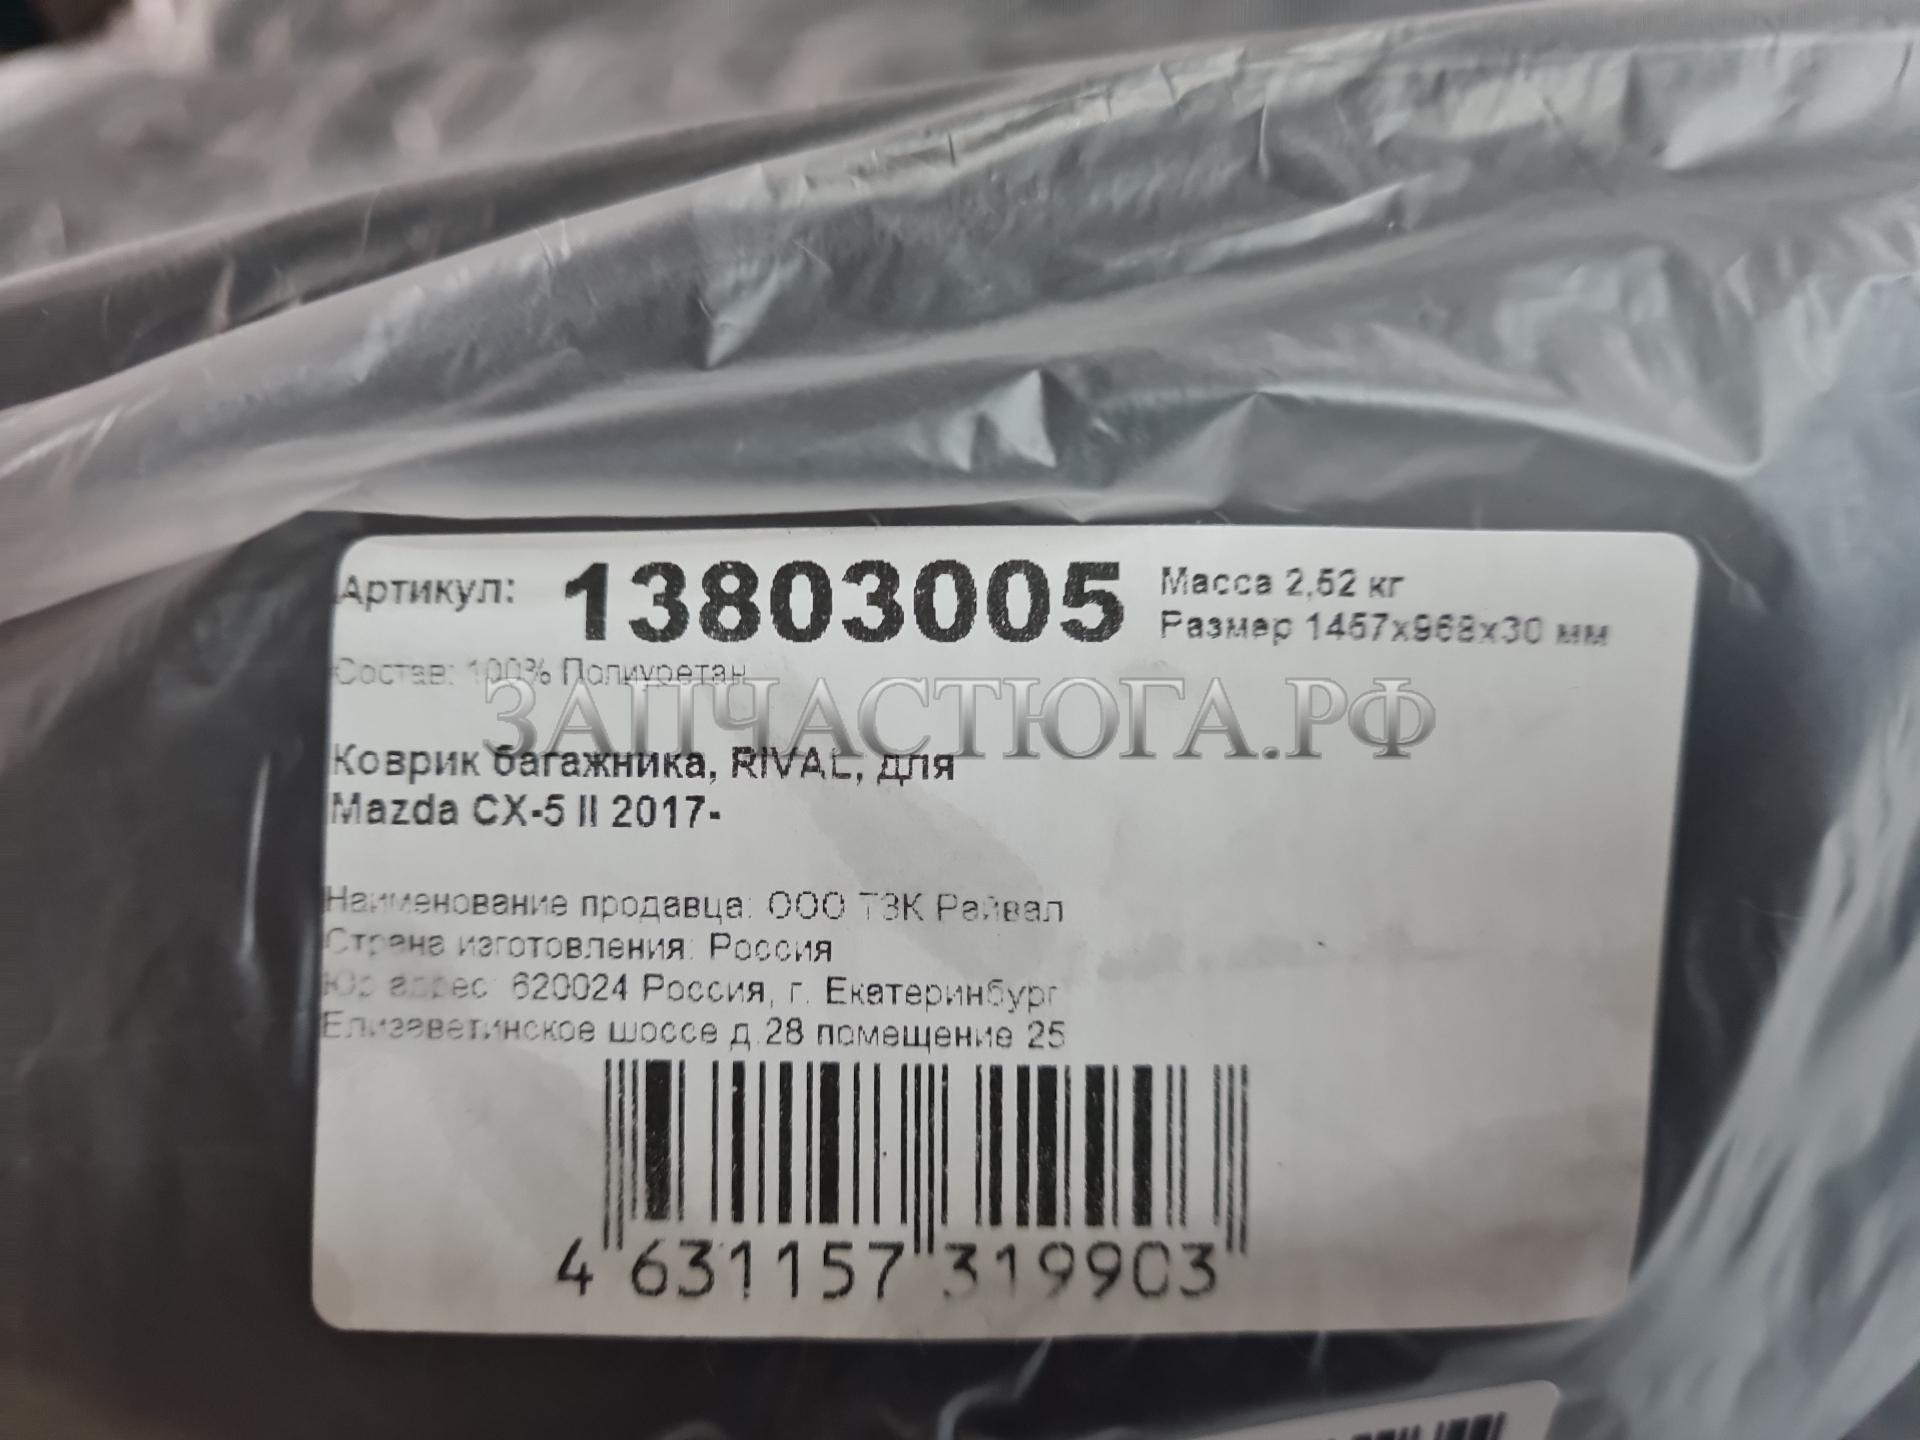 Артикул: 13803005 Масса 2,52 кг
Размер 1467x968x30 мм
Состав: 100% Полиуретан
ЗАПЧАСТЮГА.РФ
Коврик багажника, RIVAL, для
Mazda CX-5 II 2017-
Наименование продавца: ООО ТЗК Райвал
Страна изготовления: Россия
Юр адрес: 620024 Россия, г. Екатеринбург
Елизаветинское шоссе д.28 помещение 25
4 631157 319903